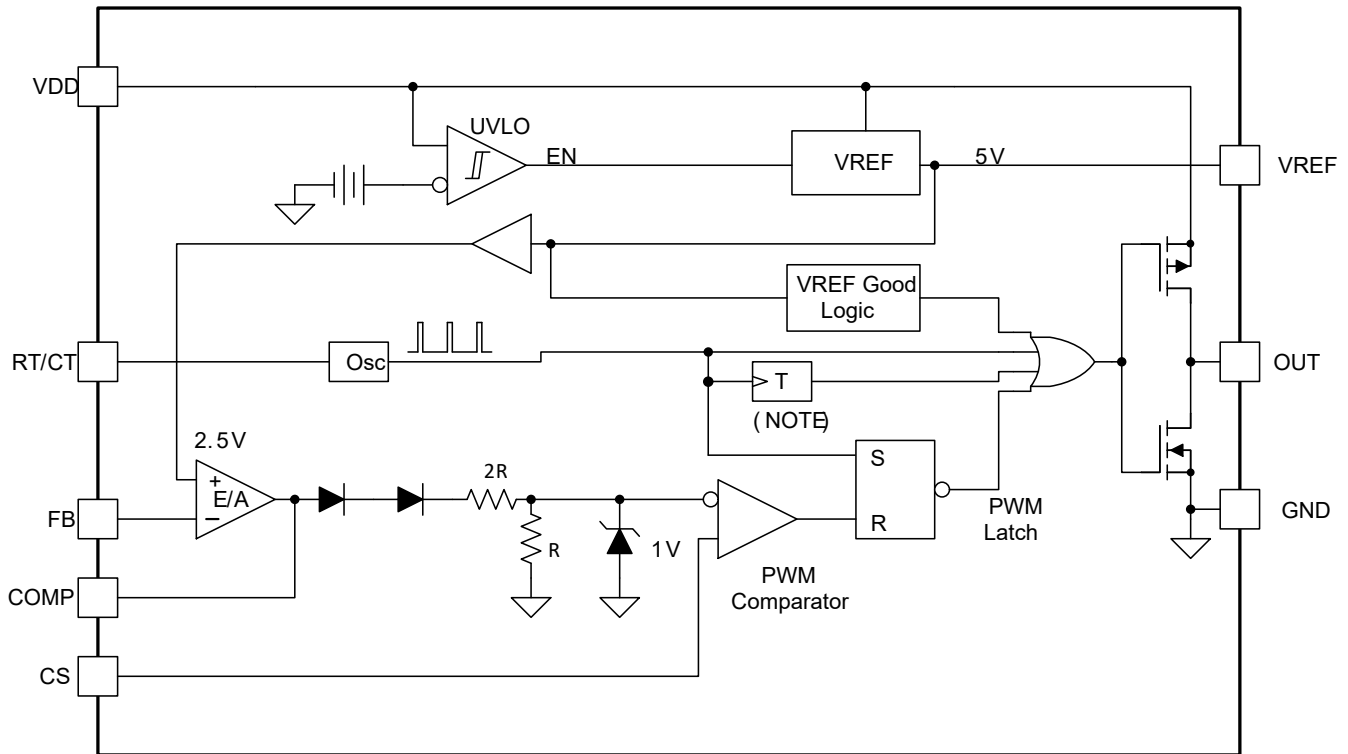 VDD
UVLO
EN
VREF
5V
VREF
VREF Good
Logic
RT/CT
Osc
T
(NOTE)
OUT
2.5V
+
E/A
−
FB
2R
R
1V
S
R
PWM
Latch
GND
PWM
Comparator
COMP
CS